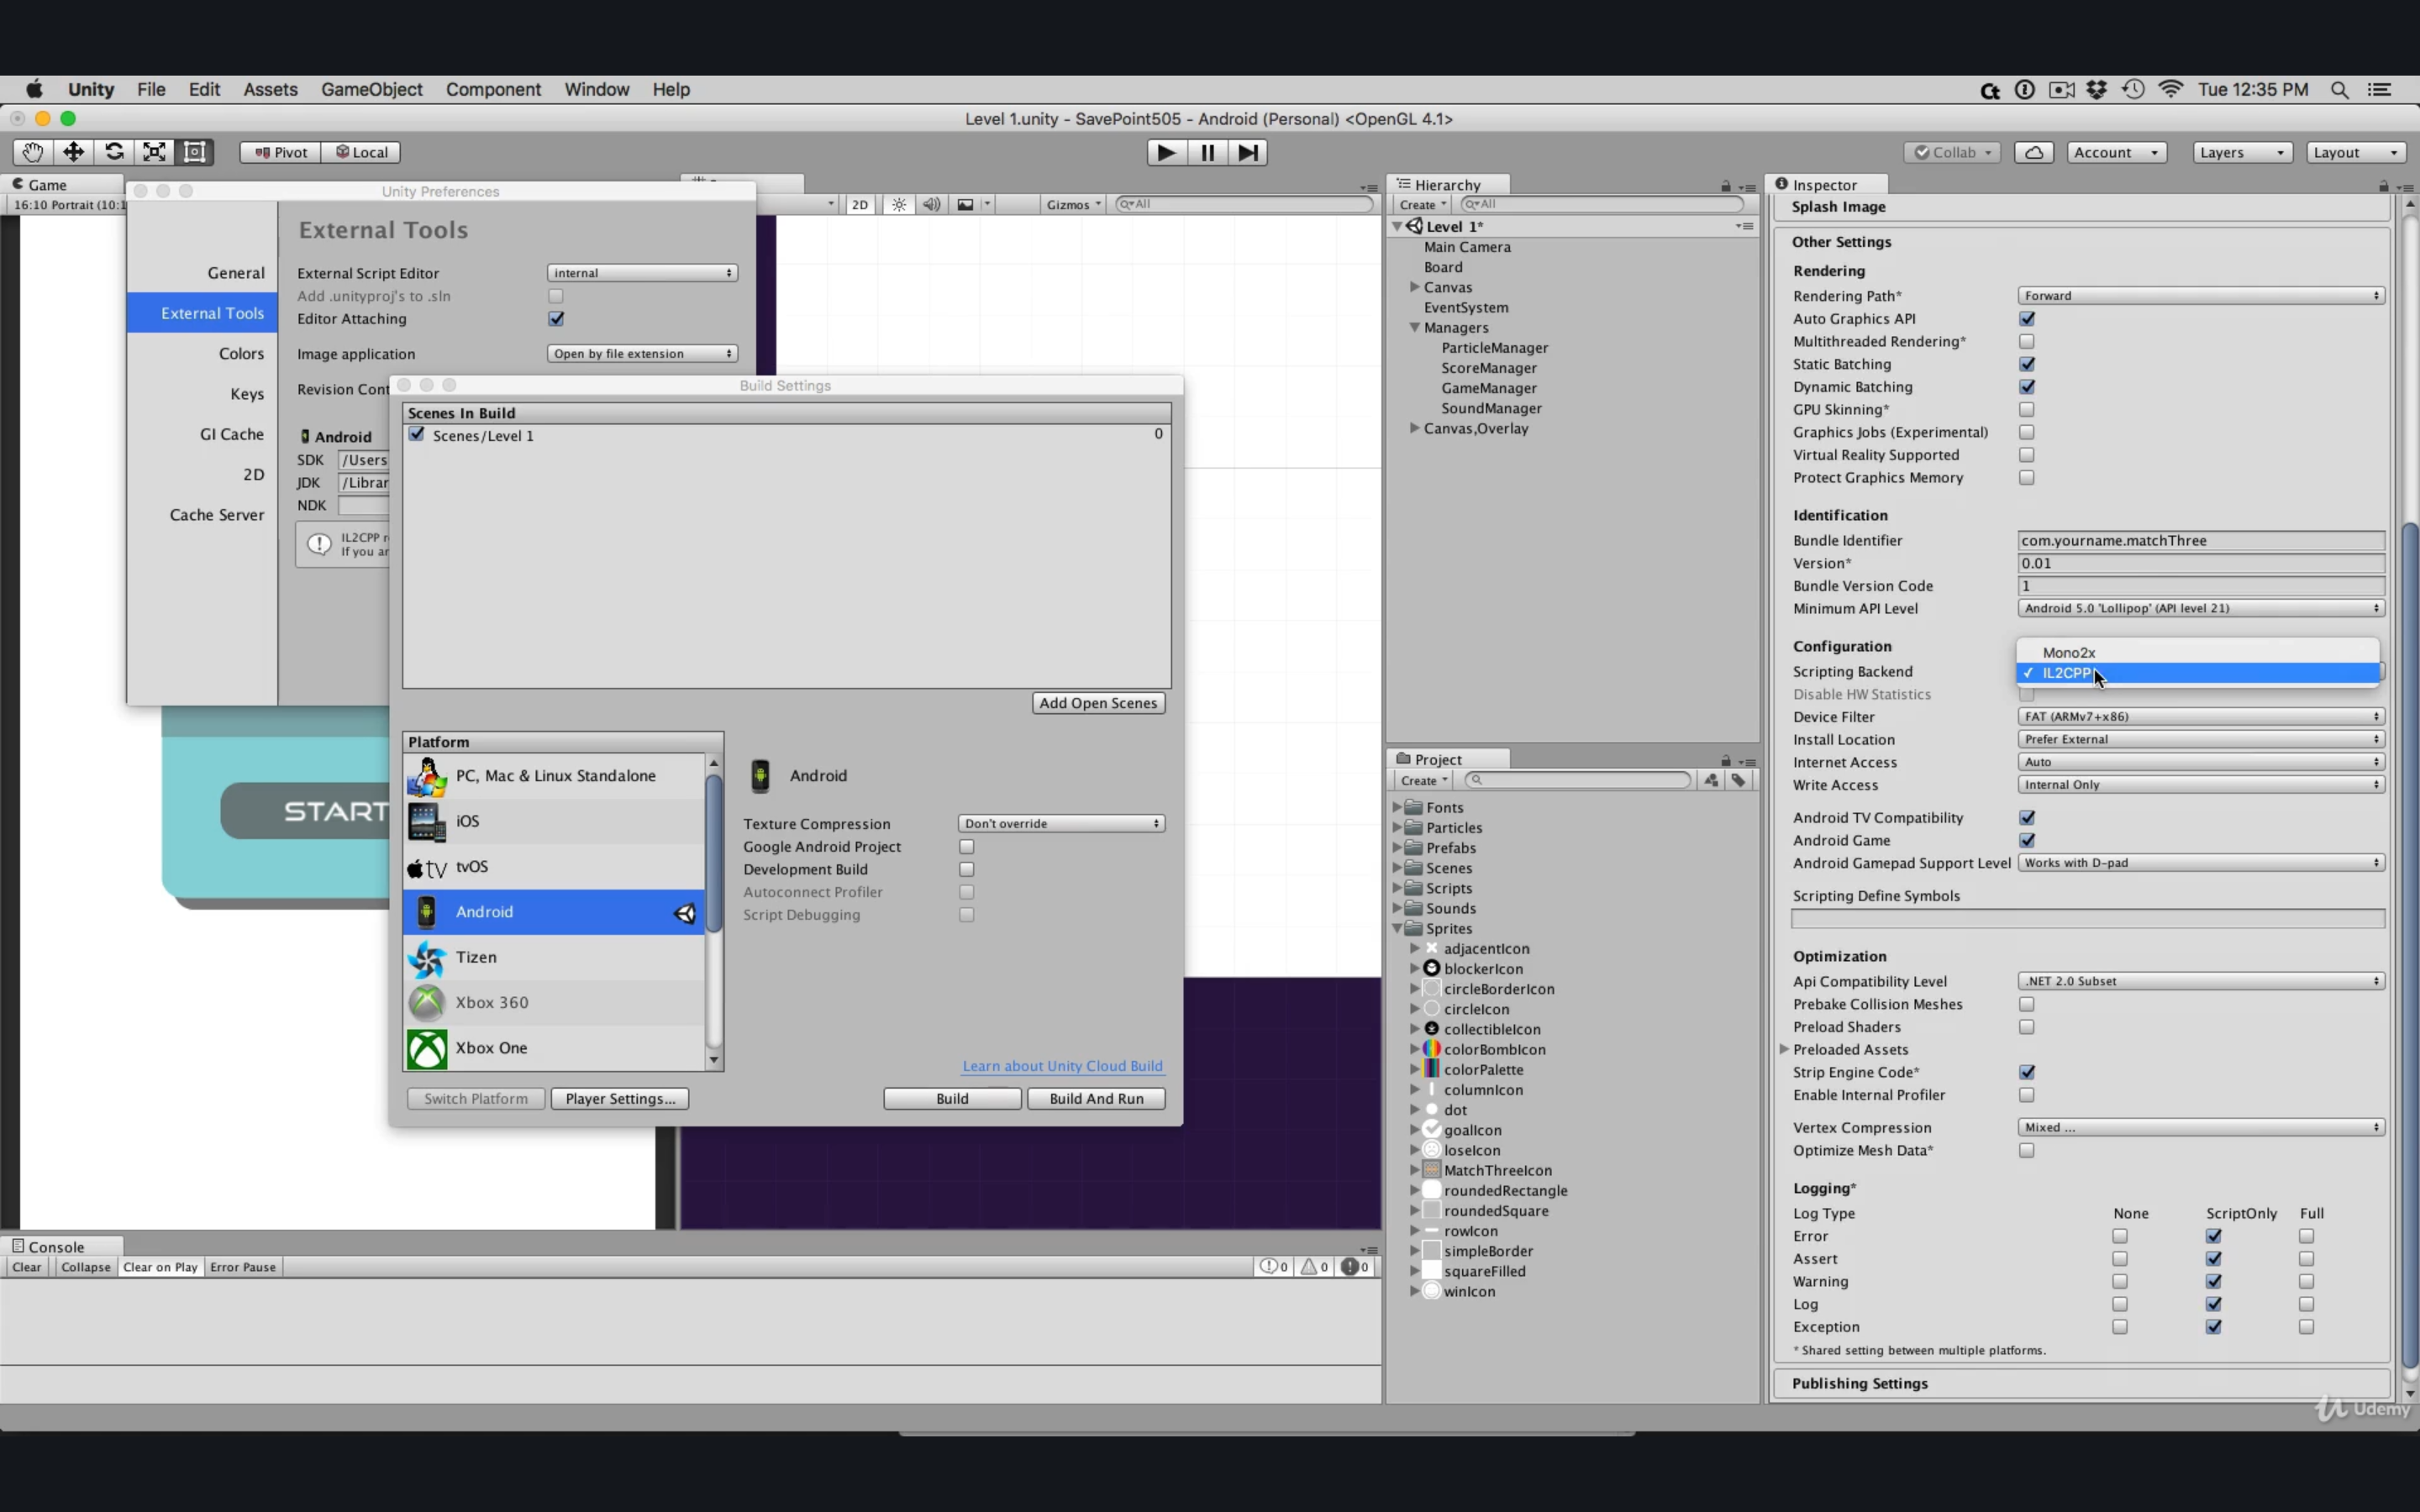 Unity File Edit Assets GameObject Component Window Help
Tue 12:35 PM
Level 1.unity - SavePoint505 - Android (Personal) <OpenGL 4.1>
Pivot Local
Collab Account Layers Layout
Game
16:10 Portrait (10:1
Unity Preferences
General
External Tools
Colors
Keys
GI Cache
2D
Cache Server
External Tools
External Script Editor internal
Add .unityproj's to .sln
Editor Attaching
Image application Open by file extension
Revision Cont
Android
SDK /Users
JDK /Librar
NDK
IL2CPP r
If you ar
START
2D Gizmos All
Build Settings
Scenes In Build
Scenes/Level 1 0
Add Open Scenes
Platform
PC, Mac & Linux Standalone
iOS
tv tvOS
Android
Tizen
Xbox 360
Xbox One
Android
Texture Compression Don't override
Google Android Project
Development Build
Autoconnect Profiler
Script Debugging
Learn about Unity Cloud Build
Switch Platform Player Settings... Build Build And Run
Console
Clear Collapse Clear on Play Error Pause 0 0 0
Hierarchy
Create All
Level 1*
Main Camera
Board
Canvas
EventSystem
Managers
ParticleManager
ScoreManager
GameManager
SoundManager
Canvas,Overlay
Project
Create
Fonts
Particles
Prefabs
Scenes
Scripts
Sounds
Sprites
adjacentIcon
blockerIcon
circleBorderIcon
circleIcon
collectibleIcon
colorBombIcon
colorPalette
columnIcon
dot
goalIcon
loseIcon
MatchThreeIcon
roundedRectangle
roundedSquare
rowIcon
simpleBorder
squareFilled
winIcon
Inspector
Splash Image
Other Settings
Rendering
Rendering Path* Forward
Auto Graphics API
Multithreaded Rendering*
Static Batching
Dynamic Batching
GPU Skinning*
Graphics Jobs (Experimental)
Virtual Reality Supported
Protect Graphics Memory
Identification
Bundle Identifier com.yourname.matchThree
Version* 0.01
Bundle Version Code 1
Minimum API Level Android 5.0 'Lollipop' (API level 21)
Configuration
Mono2x
Scripting Backend ✓ IL2CPP
Disable HW Statistics
Device Filter FAT (ARMv7+x86)
Install Location Prefer External
Internet Access Auto
Write Access Internal Only
Android TV Compatibility
Android Game
Android Gamepad Support Level Works with D-pad
Scripting Define Symbols
Optimization
Api Compatibility Level .NET 2.0 Subset
Prebake Collision Meshes
Preload Shaders
Preloaded Assets
Strip Engine Code*
Enable Internal Profiler
Vertex Compression Mixed ...
Optimize Mesh Data*
Logging*
Log Type None ScriptOnly Full
Error
Assert
Warning
Log
Exception
* Shared setting between multiple platforms.
Publishing Settings
Udemy